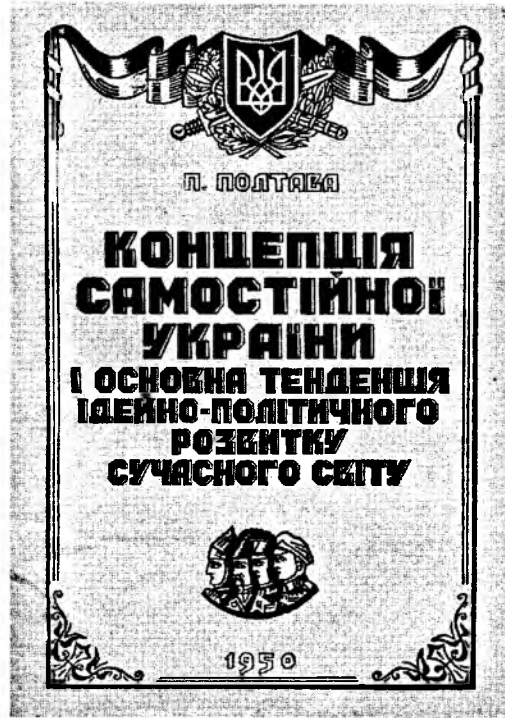 П. ПОЛТАВА
КОНЦЕПЦІЯ
САМОСТІЙНОЇ
УКРАЇНИ
І ОСНОВНА ТЕНДЕНЦІЯ
ІДЕЙНО-ПОЛІТИЧНОГО
РОЗВИТКУ
СУЧАСНОГО СВІТУ
1950